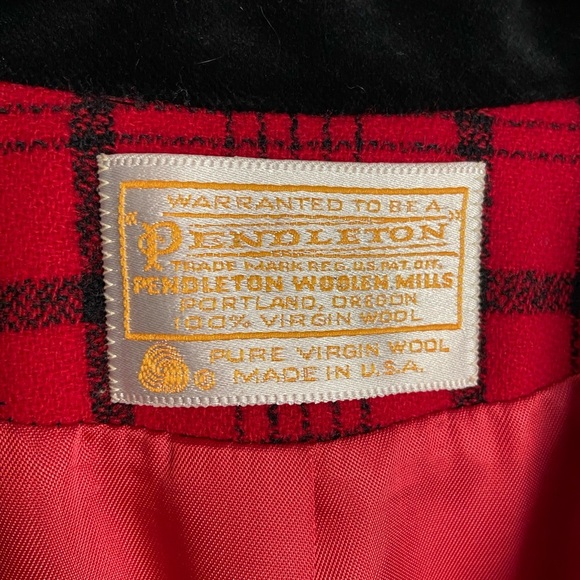 WARRANTED TO BE A
"PENDLETON"
TRADE MARK REG. U.S. PAT. OFF.
PENDLETON WOOLEN MILLS
PORTLAND, OREGON
100% VIRGIN WOOL
PURE VIRGIN WOOL
MADE IN U.S.A.